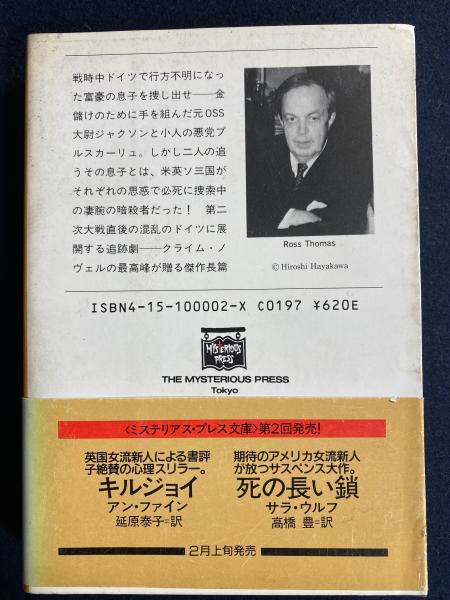 戦時中ドイツで行方不明になっ
た富豪の息子を捜し出せ──金
儲けのために手を組んだ元OSS
大尉ジャクソンと小人の悪党プ
ルスカーリュ。しかし二人の追
うその息子とは、米英ソ三国が
それぞれの思惑で必死に捜索中
の凄腕の暗殺者だった！　第二
次大戦直後の混乱のドイツに展
開する追跡劇──クライム・ノ
ヴェルの最高峰が贈る傑作長篇
Ross Thomas
© Hiroshi Hayakawa
ISBN4-15-100002-X C0197 ¥620E
MYSTERIOUS
PRESS
THE MYSTERIOUS PRESS
Tokyo
〈ミステリアス・プレス文庫〉第2回発売！
英国女流新人による書評
子絶賛の心理スリラー。
キルジョイ
アン・ファイン
延原泰子=訳
期待のアメリカ女流新人
が放つサスペンス大作。
死の長い鎖
サラ・ウルフ
高橋 豊=訳
2月上旬発売